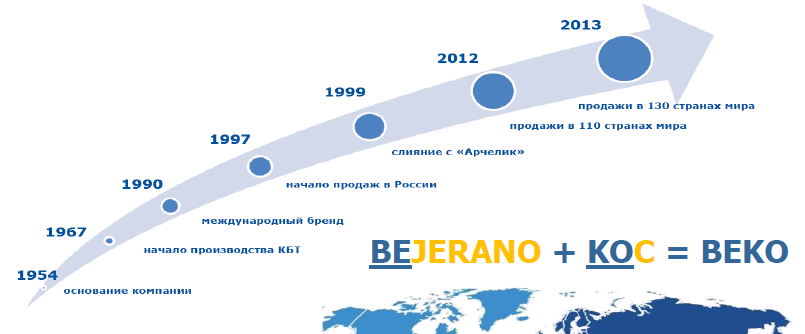 2013
2012
продажи в 130 странах мира
1999
продажи в 110 странах мира
1997
слияние с «Арчелик»
1990
начало продаж в России
1967
международный бренд
начало производства КБТ
BEJERANO + KOC = BEKO
1954
основание компании